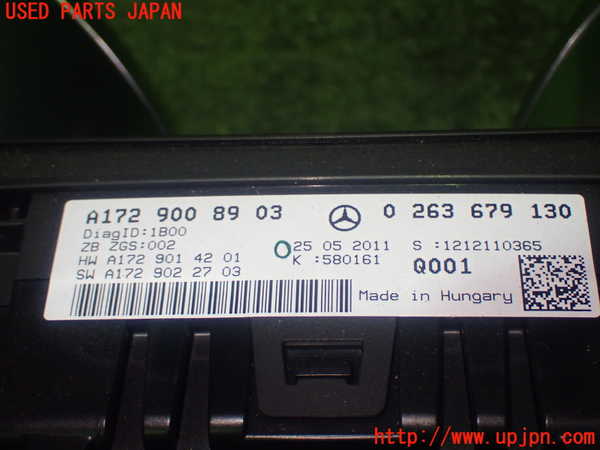 USED PARTS JAPAN
A172 900 89 03 0 263 679 130
DiagID:1B00
ZB ZGS:002 25 05 2011 S :1212110365
HW A172 901 42 01 K :580161 Q001
SW A172 902 27 03
Made in Hungary
http://www.upjpn.com/